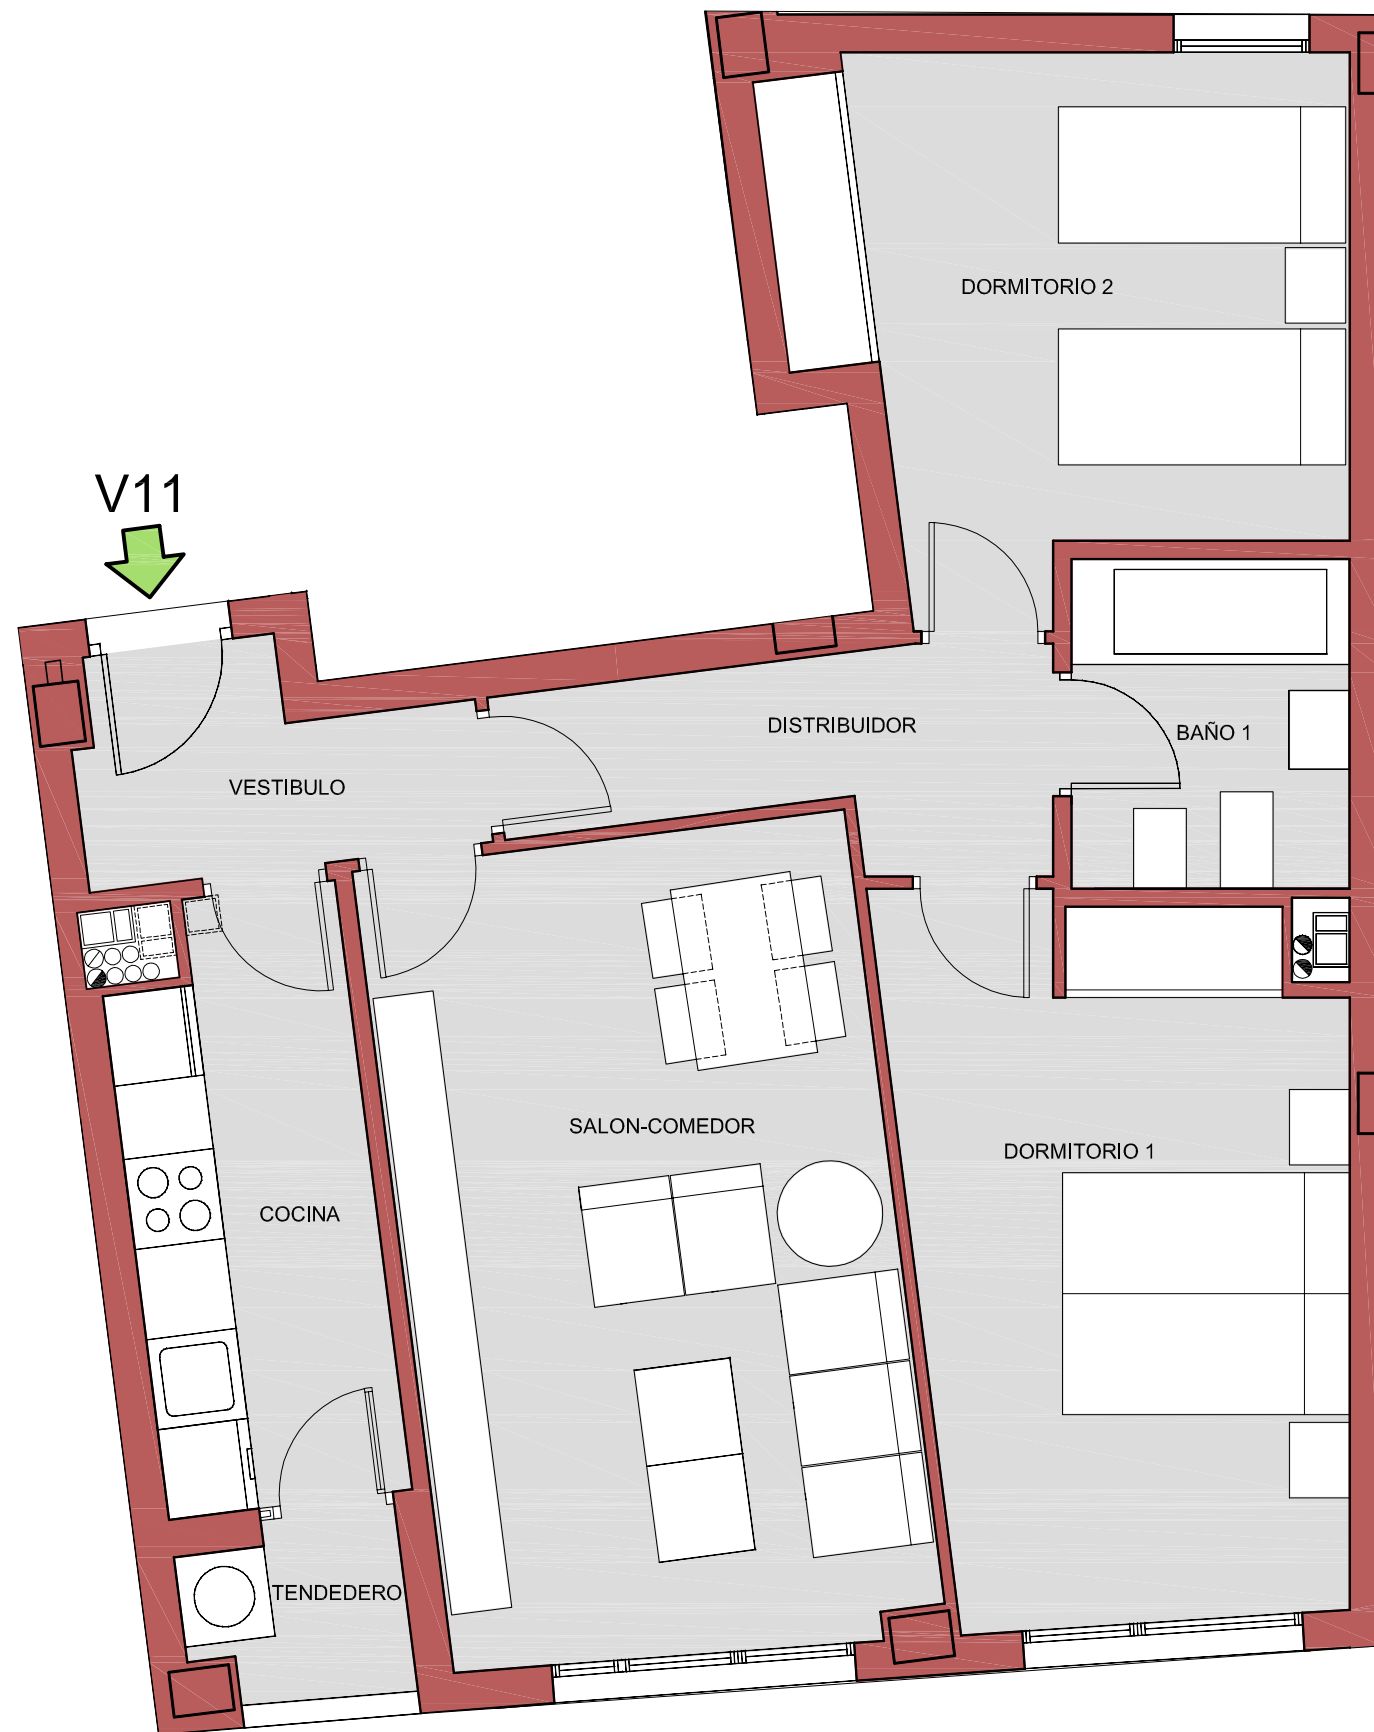 DORMITORIO 2
V11
DISTRIBUIDOR
BAÑO 1
VESTIBULO
SALON-COMEDOR
DORMITORIO 1
COCINA
TENDEDERO